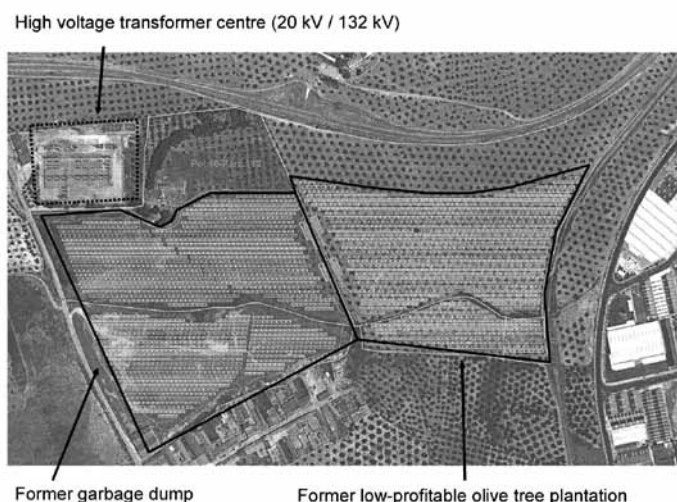 High voltage transformer centre (20 kV / 132 kV)
Former garbage dump
Former low-profitable olive tree plantation